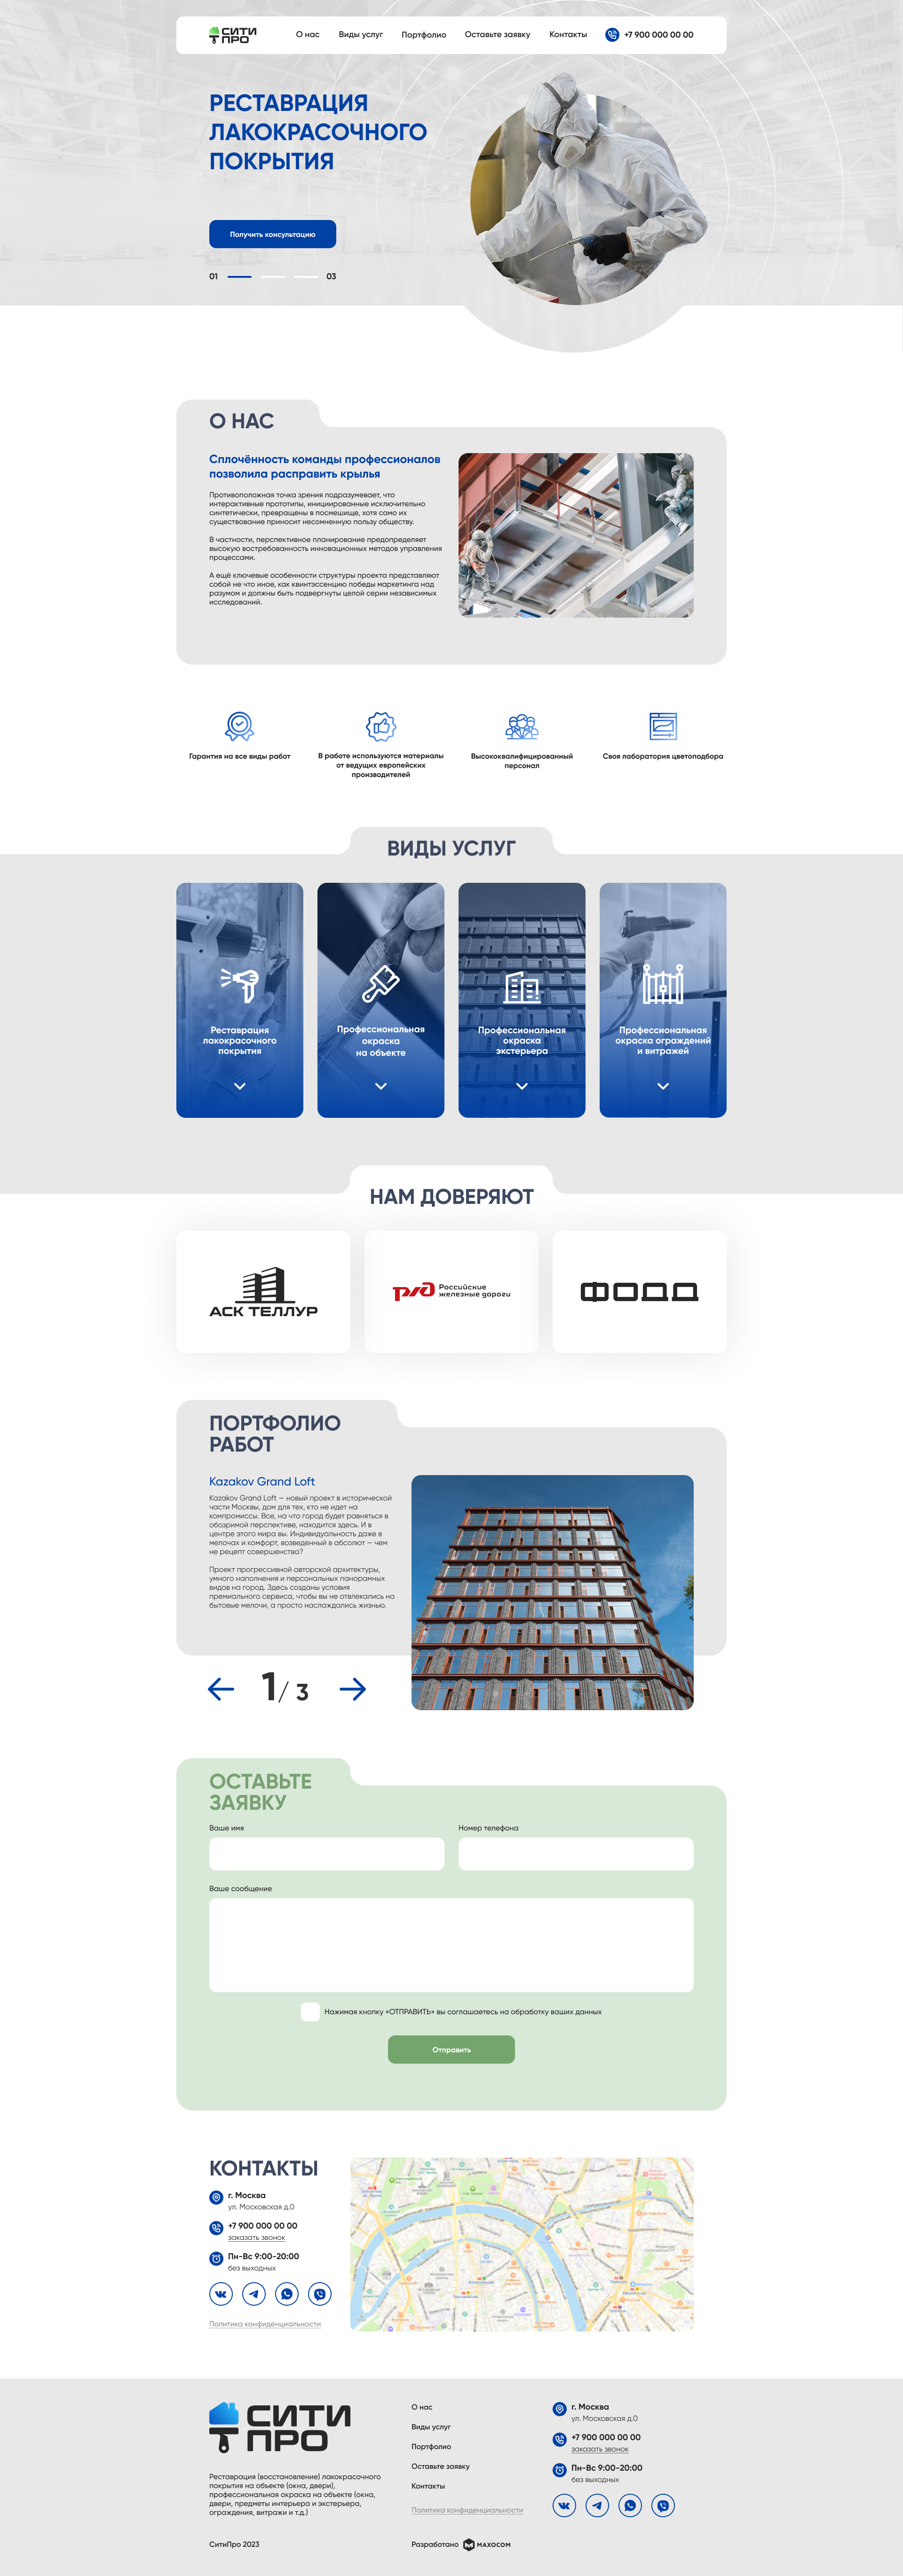 СИТИ
ПРО
О нас
Виды услуг
Портфолио
Оставьте заявку
Контакты
+7 900 000 00 00
РЕСТАВРАЦИЯ
ЛАКОКРАСОЧНОГО
ПОКРЫТИЯ
Получить консультацию
01
03
О НАС
Сплочённость команды профессионалов
позволила расправить крылья
Противоположная точка зрения подразумевает, что
интерактивные прототипы, инициированные исключительно
синтетически, превращены в посмешище, хотя само их
существование приносит несомненную пользу обществу.
В частности, перспективное планирование предопределяет
высокую востребованность инновационных методов управления
процессами.
А ещё ключевые особенности структуры проекта представляют
собой не что иное, как квинтэссенцию победы маркетинга над
разумом и должны быть подвергнуты целой серии независимых
исследований.
Гарантия на все виды работ
В работе используются материалы
от ведущих европейских
производителей
Высококвалифицированный
персонал
Своя лаборатория цветоподбора
ВИДЫ УСЛУГ
Реставрация
лакокрасочного
покрытия
Профессиональная
окраска
на объекте
Профессиональная
окраска
экстерьера
Профессиональная
окраска ограждений
и витражей
НАМ ДОВЕРЯЮТ
АСК ТЕЛЛУР
ржд
Российские
железные дороги
ФОДД
ПОРТФОЛИО
РАБОТ
Kazakov Grand Loft
Kazakov Grand Loft — новый проект в исторической
части Москвы, дом для тех, кто не идет на
компромиссы. Все, на что город будет равняться в
обозримой перспективе, находится здесь. И в
центре этого мира вы. Индивидуальность даже в
мелочах и комфорт, возведенный в абсолют — чем
не рецепт совершенства?
Проект прогрессивной авторской архитектуры,
умного наполнения и персональных панорамных
видов на город. Здесь созданы условия
премиального сервиса, чтобы вы не отвлекались на
бытовые мелочи, а просто наслаждались жизнью.
1 / 3
ОСТАВЬТЕ
ЗАЯВКУ
Ваше имя
Номер телефона
Ваше сообщение
Нажимая кнопку «ОТПРАВИТЬ» вы соглашаетесь на обработку ваших данных
Отправить
КОНТАКТЫ
г. Москва
ул. Московская д.0
+7 900 000 00 00
заказать звонок
Пн-Вс 9:00-20:00
без выходных
Политика конфиденциальности
СИТИ
ПРО
Реставрация (восстановление) лакокрасочного
покрытия на объекте (окна, двери),
профессиональная окраска на объекте (окна,
двери, предметы интерьера и экстерьера,
ограждения, витражи и т.д.)
СитиПро 2023
О нас
Виды услуг
Портфолио
Оставьте заявку
Контакты
Политика конфиденциальности
Разработано
MAXOCOM
г. Москва
ул. Московская д.0
+7 900 000 00 00
заказать звонок
Пн-Вс 9:00-20:00
без выходных